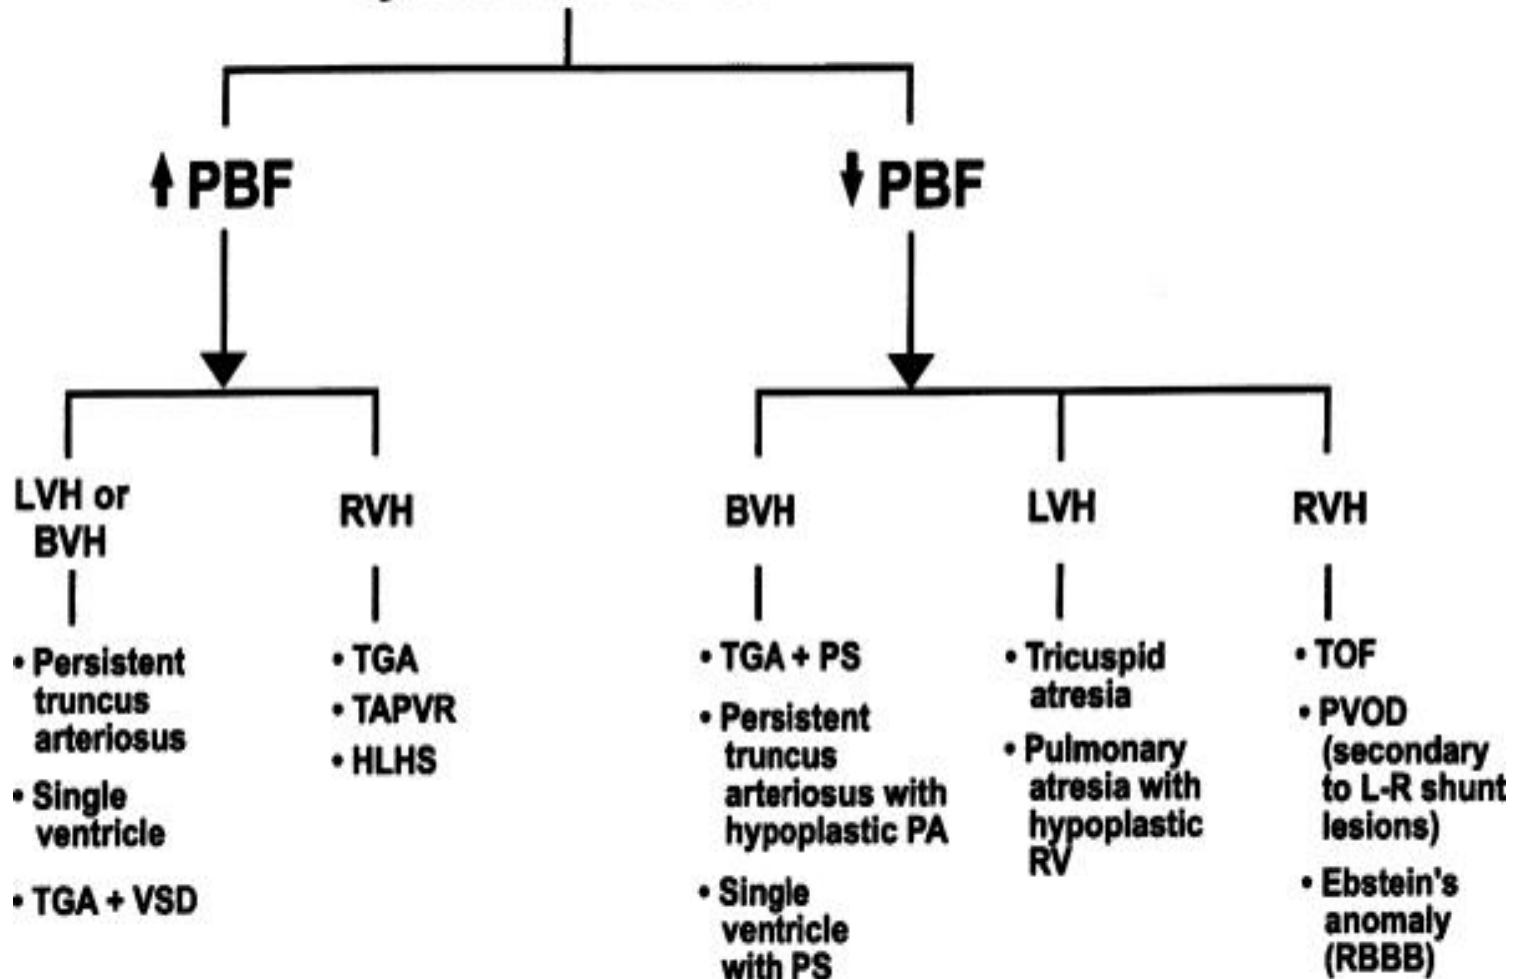 ⬆ PBF
⬇ PBF
LVH or
BVH
RVH
BVH
LVH
RVH
• Persistent
truncus
arteriosus
• Single
ventricle
• TGA + VSD
• TGA
• TAPVR
• HLHS
• TGA + PS
• Persistent
truncus
arteriosus with
hypoplastic PA
• Single
ventricle
with PS
• Tricuspid
atresia
• Pulmonary
atresia with
hypoplastic
RV
• TOF
• PVOD
(secondary
to L-R shunt
lesions)
• Ebstein's
anomaly
(RBBB)